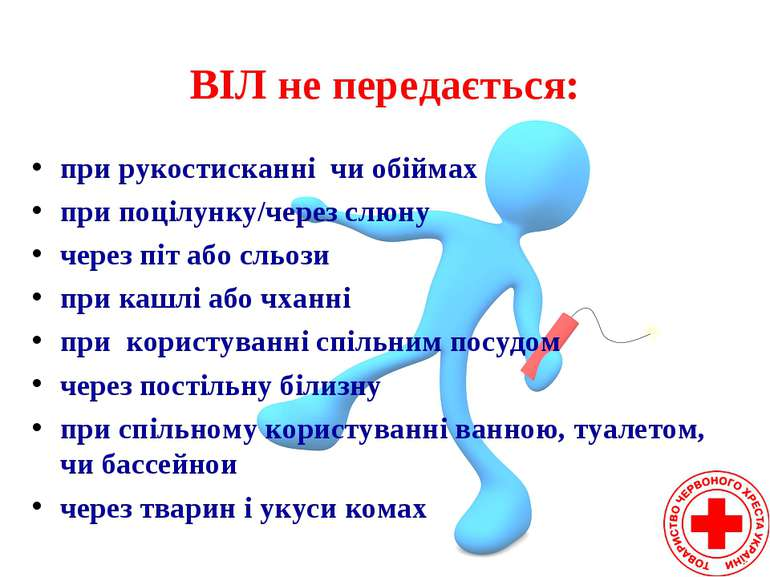 ВІЛ не передається:
• при рукостисканні чи обіймах
• при поцілунку/через слюну
• через піт або сльози
• при кашлі або чханні
• при користуванні спільним посудом
• через постільну білизну
• при спільному користуванні ванною, туалетом,
чи бассейнои
• через тварин і укуси комах
ТОВАРИСТВО ЧЕРВОНОГО ХРЕСТА УКРАЇНИ